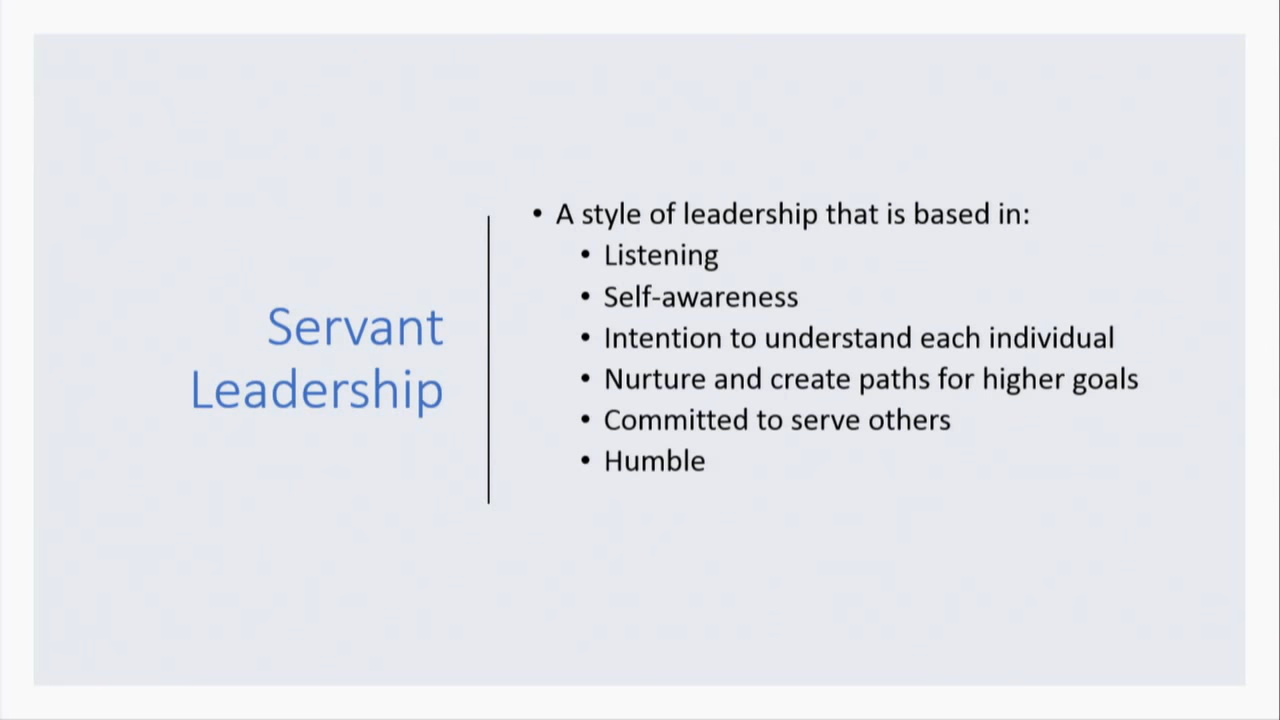 Servant
Leadership
• A style of leadership that is based in:
• Listening
• Self-awareness
• Intention to understand each individual
• Nurture and create paths for higher goals
• Committed to serve others
• Humble